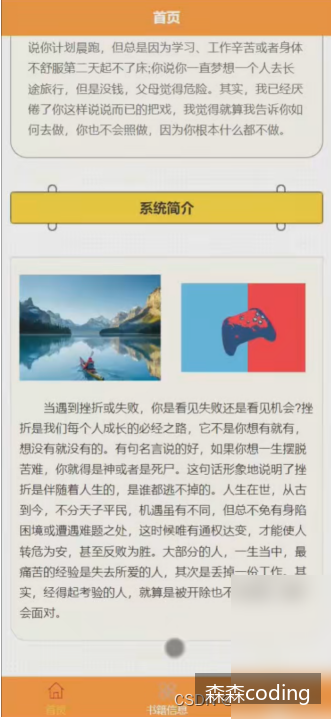 首页
说你计划晨跑，但总是因为学习、工作辛苦或者身体
不舒服第二天起不了床;你说你一直梦想一个人去长
途旅行，但是没钱，父母觉得危险。其实，我已经厌
倦了你这样说说而已的把戏，我觉得就算我告诉你如
何去做，你也不会照做，因为你根本什么都不做。
系统简介
当遇到挫折或失败，你是看见失败还是看见机会?挫
折是我们每个人成长的必经之路，它不是你想有就有，
想没有就没有的。有句名言说的好，如果你想一生摆脱
苦难，你就得是神或者是死尸。这句话形象地说明了挫
折是伴随着人生的，是谁都逃不掉的。人生在世，从古
到今，不分天子平民，机遇虽有不同，但总不免有身陷
困境或遭遇难题之处，这时候唯有通权达变，才能使人
转危为安，甚至反败为胜。大部分的人，一生当中，最
痛苦的经验是失去所爱的人，其次是丢掉一份工作。其
实，经得起考验的人，就算是被开除也不
会面对。
首页
书籍信息
CSDN
森森coding